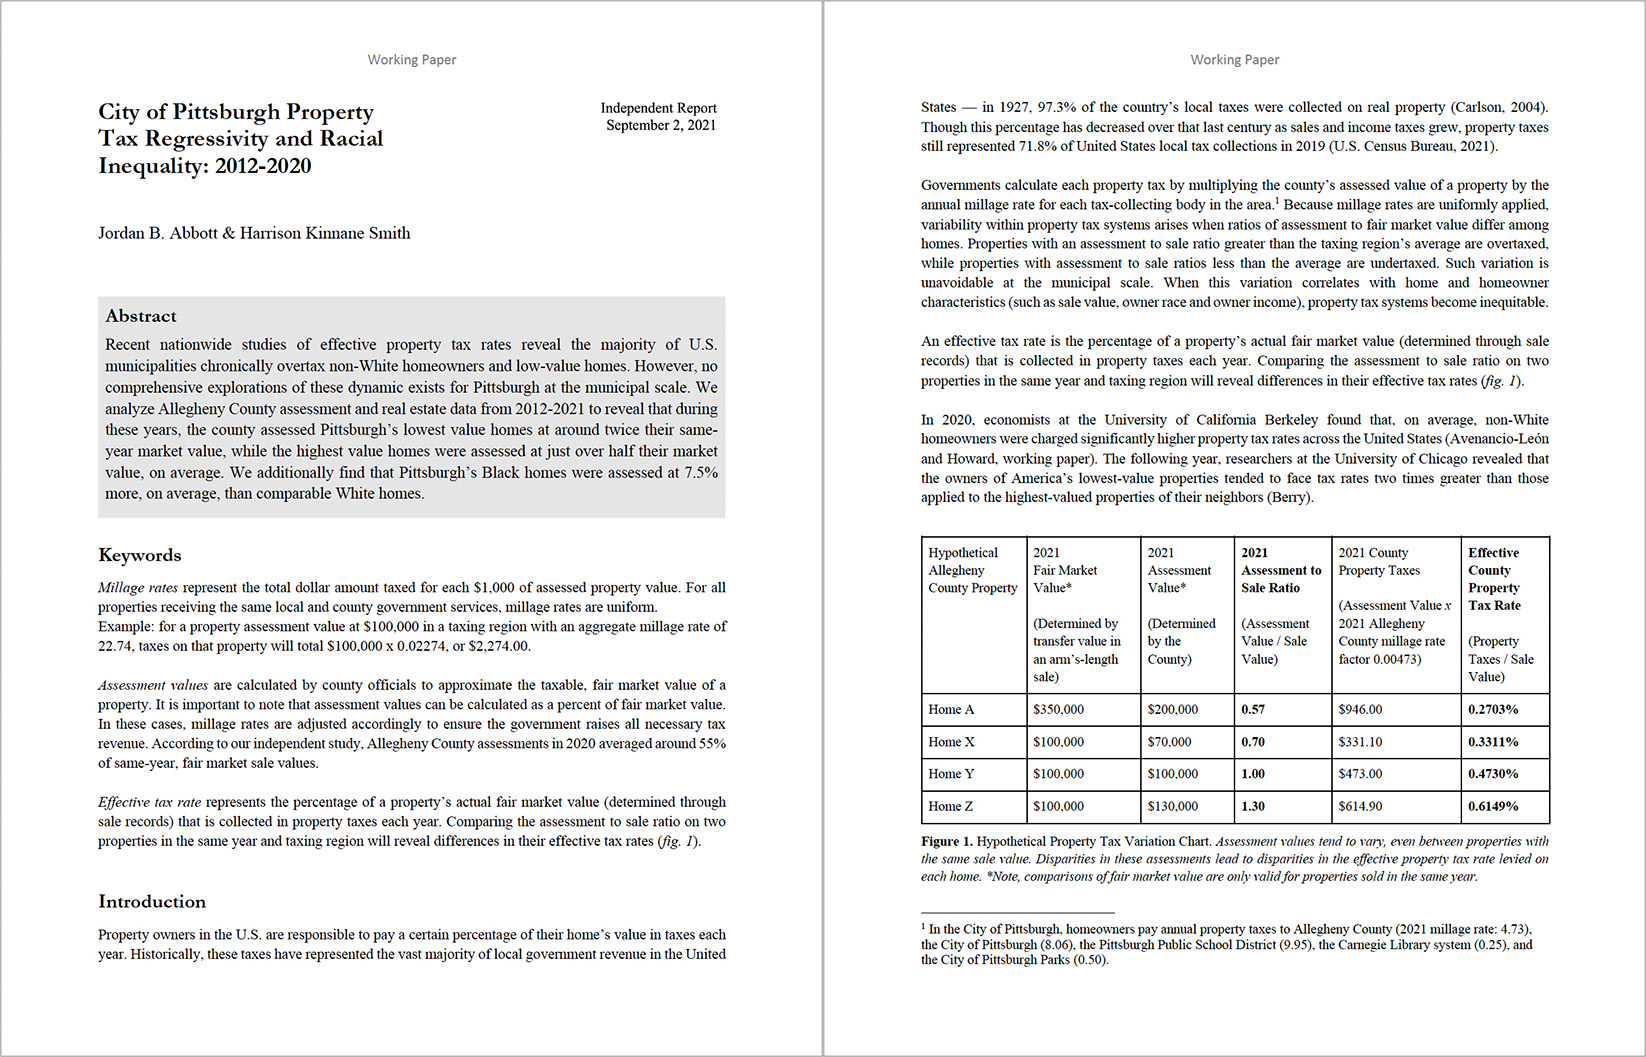 Working Paper
City of Pittsburgh Property
Tax Regressivity and Racial
Inequality: 2012-2020
Independent Report
September 2, 2021
Jordan B. Abbott & Harrison Kinnane Smith
Abstract
Recent nationwide studies of effective property tax rates reveal the majority of U.S.
municipalities chronically overtax non-White homeowners and low-value homes. However, no
comprehensive explorations of these dynamic exists for Pittsburgh at the municipal scale. We
analyze Allegheny County assessment and real estate data from 2012-2021 to reveal that during
these years, the county assessed Pittsburgh's lowest value homes at around twice their same-
year market value, while the highest value homes were assessed at just over half their market
value, on average. We additionally find that Pittsburgh's Black homes were assessed at 7.5%
more, on average, than comparable White homes.
Keywords
Millage rates represent the total dollar amount taxed for each $1,000 of assessed property value. For all
properties receiving the same local and county government services, millage rates are uniform.
Example: for a property assessment value at $100,000 in a taxing region with an aggregate millage rate of
22.74, taxes on that property will total $100,000 x 0.02274, or $2,274.00.
Assessment values are calculated by county officials to approximate the taxable, fair market value of a
property. It is important to note that assessment values can be calculated as a percent of fair market value.
In these cases, millage rates are adjusted accordingly to ensure the government raises all necessary tax
revenue. According to our independent study, Allegheny County assessments in 2020 averaged around 55%
of same-year, fair market sale values.
Effective tax rate represents the percentage of a property's actual fair market value (determined through
sale records) that is collected in property taxes each year. Comparing the assessment to sale ratio on two
properties in the same year and taxing region will reveal differences in their effective tax rates (fig. 1).
Introduction
Property owners in the U.S. are responsible to pay a certain percentage of their home's value in taxes each
year. Historically, these taxes have represented the vast majority of local government revenue in the United
Working Paper
States — in 1927, 97.3% of the country's local taxes were collected on real property (Carlson, 2004).
Though this percentage has decreased over that last century as sales and income taxes grew, property taxes
still represented 71.8% of United States local tax collections in 2019 (U.S. Census Bureau, 2021).
Governments calculate each property tax by multiplying the county's assessed value of a property by the
annual millage rate for each tax-collecting body in the area.1 Because millage rates are uniformly applied,
variability within property tax systems arises when ratios of assessment to fair market value differ among
homes. Properties with an assessment to sale ratio greater than the taxing region's average are overtaxed,
while properties with assessment to sale ratios less than the average are undertaxed. Such variation is
unavoidable at the municipal scale. When this variation correlates with home and homeowner
characteristics (such as sale value, owner race and owner income), property tax systems become inequitable.
An effective tax rate is the percentage of a property's actual fair market value (determined through sale
records) that is collected in property taxes each year. Comparing the assessment to sale ratio on two
properties in the same year and taxing region will reveal differences in their effective tax rates (fig. 1).
In 2020, economists at the University of California Berkeley found that, on average, non-White
homeowners were charged significantly higher property tax rates across the United States (Avenancio-León
and Howard, working paper). The following year, researchers at the University of Chicago revealed that
the owners of America's lowest-value properties tended to face tax rates two times greater than those
applied to the highest-valued properties of their neighbors (Berry).
Hypothetical
Allegheny
County Property
2021
Fair Market
Value*
(Determined by
transfer value in
an arm's-length
sale)
2021
Assessment
Value*
(Determined
by the
County)
2021
Assessment to
Sale Ratio
(Assessment
Value / Sale
Value)
2021 County
Property Taxes
(Assessment Value x
2021 Allegheny
County millage rate
factor 0.00473)
Effective
County
Property
Tax Rate
(Property
Taxes / Sale
Value)
Home A $350,000 $200,000 0.57 $946.00 0.2703%
Home X $100,000 $70,000 0.70 $331.10 0.3311%
Home Y $100,000 $100,000 1.00 $473.00 0.4730%
Home Z $100,000 $130,000 1.30 $614.90 0.6149%
Figure 1. Hypothetical Property Tax Variation Chart. Assessment values tend to vary, even between properties with
the same sale value. Disparities in these assessments lead to disparities in the effective property tax rate levied on
each home. *Note, comparisons of fair market value are only valid for properties sold in the same year.
1 In the City of Pittsburgh, homeowners pay annual property taxes to Allegheny County (2021 millage rate: 4.73),
the City of Pittsburgh (8.06), the Pittsburgh Public School District (9.95), the Carnegie Library system (0.25), and
the City of Pittsburgh Parks (0.50).